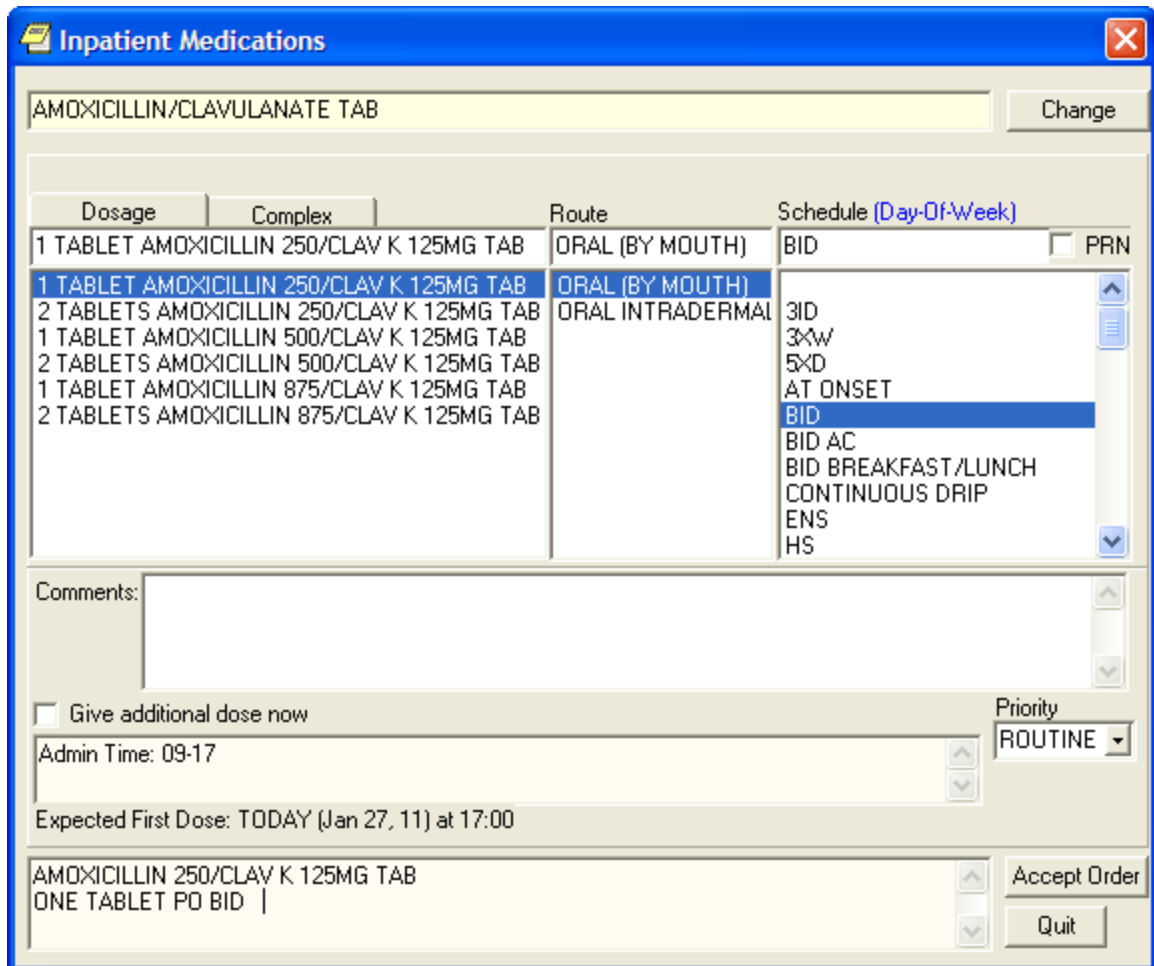 Inpatient Medications
AMOXICILLIN/CLAVULANATE TAB
Change
Dosage
Complex
Route
Schedule (Day-Of-Week)
1 TABLET AMOXICILLIN 250/CLAV K 125MG TAB
ORAL (BY MOUTH)
BID
PRN
1 TABLET AMOXICILLIN 250/CLAV K 125MG TAB
2 TABLETS AMOXICILLIN 250/CLAV K 125MG TAB
1 TABLET AMOXICILLIN 500/CLAV K 125MG TAB
2 TABLETS AMOXICILLIN 500/CLAV K 125MG TAB
1 TABLET AMOXICILLIN 875/CLAV K 125MG TAB
2 TABLETS AMOXICILLIN 875/CLAV K 125MG TAB
ORAL (BY MOUTH)
ORAL INTRADERMAL
3ID
3XW
5XD
AT ONSET
BID
BID AC
BID BREAKFAST/LUNCH
CONTINUOUS DRIP
ENS
HS
Comments:
Give additional dose now
Priority
ROUTINE
Admin Time: 09-17
Expected First Dose: TODAY (Jan 27, 11) at 17:00
AMOXICILLIN 250/CLAV K 125MG TAB
ONE TABLET PO BID
Accept Order
Quit